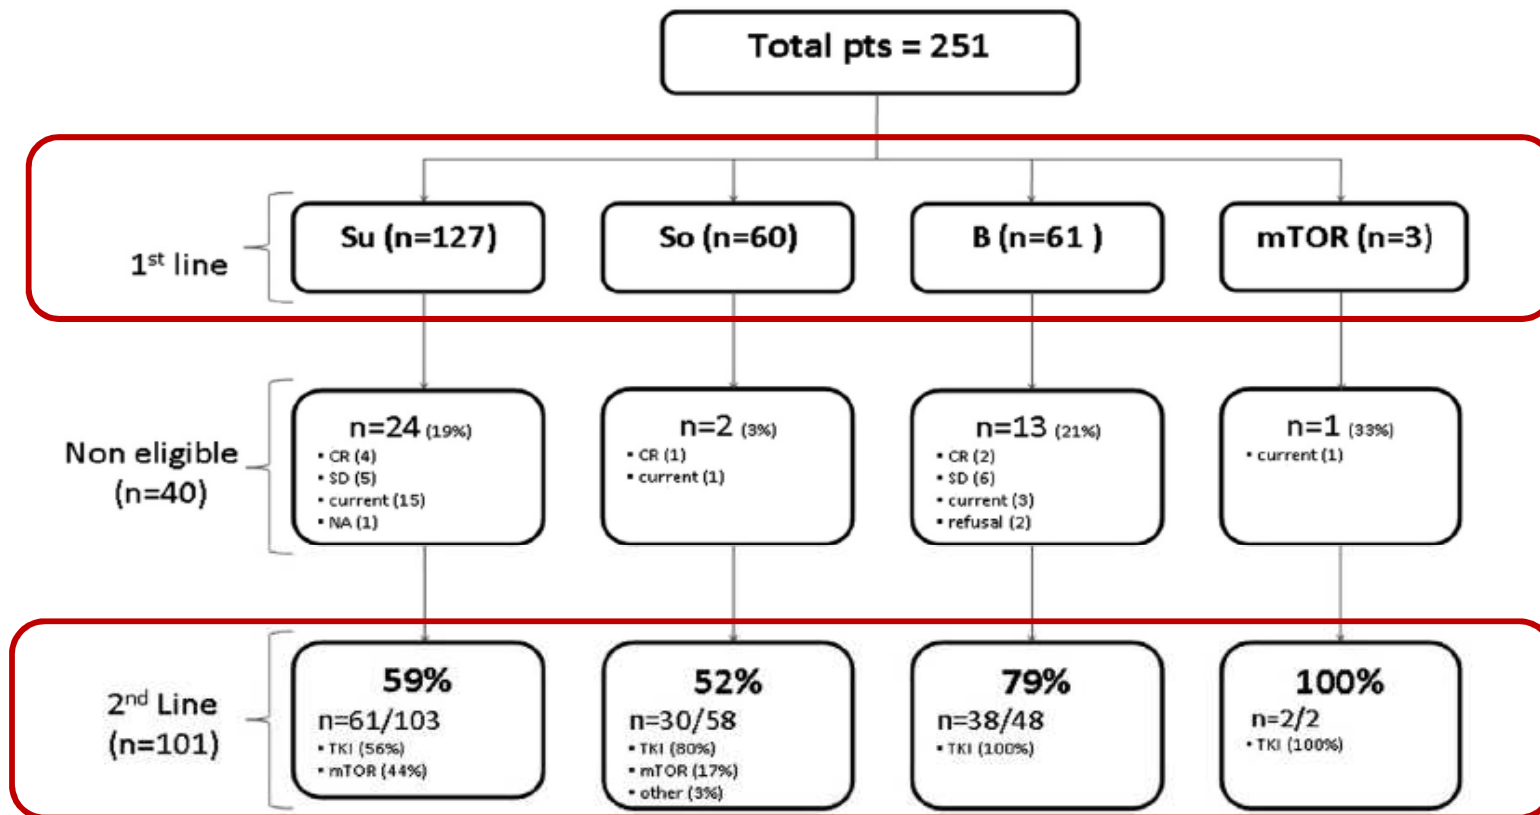 Total pts = 251
1st line
Su (n=127)
So (n=60)
B (n=61 )
mTOR (n=3)
Non eligible
(n=40)
n=24 (19%)
▪ CR (4)
▪ SD (5)
▪ current (15)
▪ NA (1)
n=2 (3%)
▪ CR (1)
▪ current (1)
n=13 (21%)
▪ CR (2)
▪ SD (6)
▪ current (3)
▪ refusal (2)
n=1 (33%)
▪ current (1)
2nd Line
(n=101)
59%
n=61/103
▪ TKI (56%)
▪ mTOR (44%)
52%
n=30/58
▪ TKI (80%)
▪ mTOR (17%)
▪ other (3%)
79%
n=38/48
▪ TKI (100%)
100%
n=2/2
▪ TKI (100%)